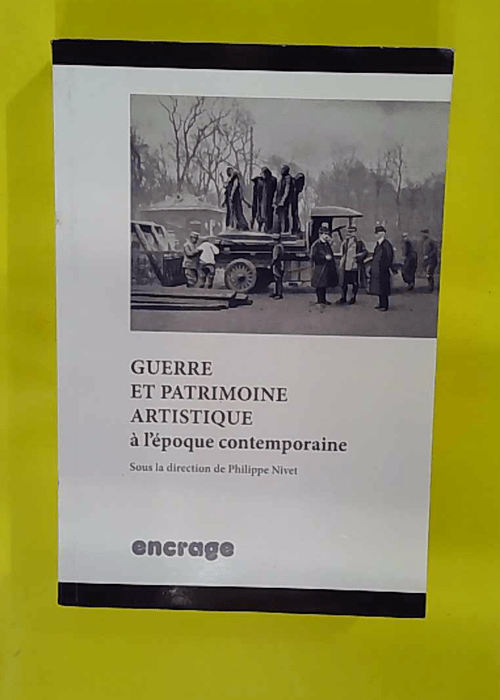 GUERRE
ET PATRIMOINE
ARTISTIQUE
à l'époque contemporaine
Sous la direction de Philippe Nivet
encrage